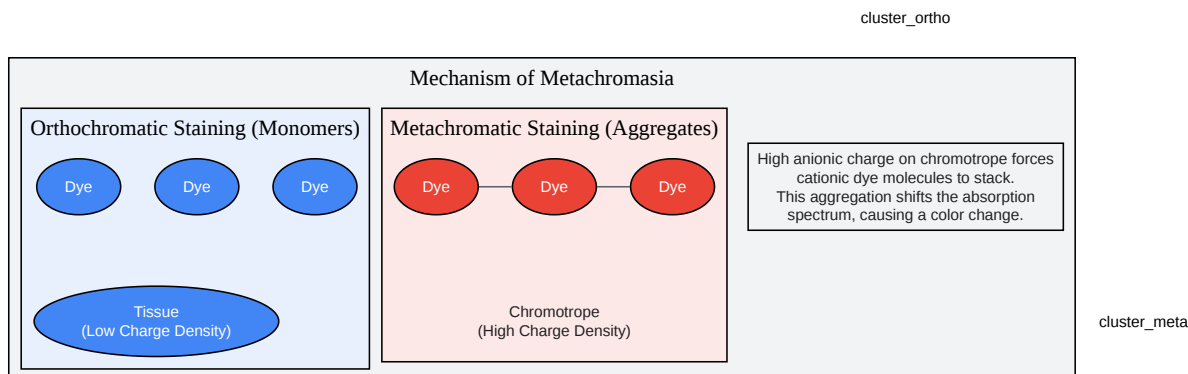 cluster_ortho
Mechanism of Metachromasia
Orthochromatic Staining (Monomers)
Dye
Dye
Dye
Tissue
(Low Charge Density)
Metachromatic Staining (Aggregates)
Dye
Dye
Dye
Chromotrope
(High Charge Density)
High anionic charge on chromotrope forces
cationic dye molecules to stack.
This aggregation shifts the absorption
spectrum, causing a color change.
cluster_meta